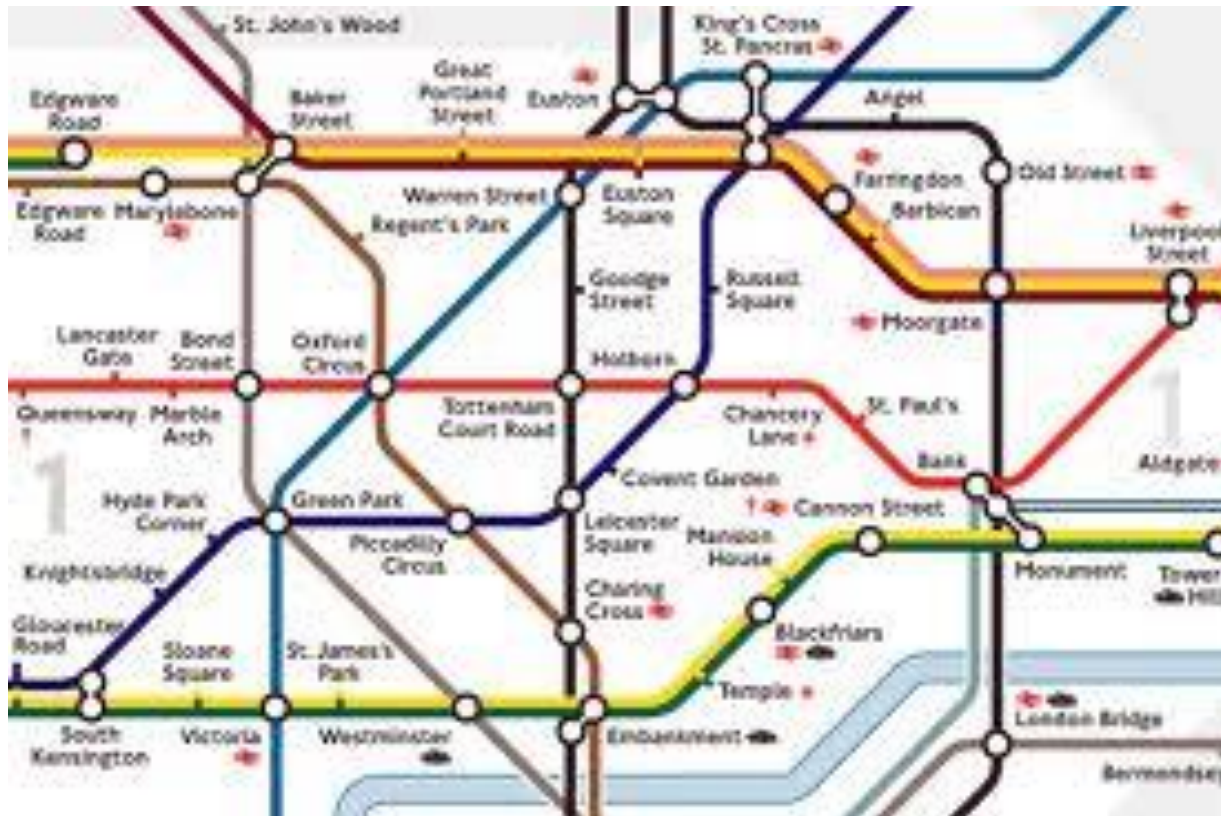 St. John's Wood
King's Cross
St. Pancras
Edgware
Road
Baker
Street
Great
Portland
Street
Euston
Angel
Edgware
Road
Marylebone
Regent's Park
Warren Street
Euston
Square
Farringdon
Barbican
Old Street
Liverpool
Street
Goodge
Street
Russell
Square
Moorgate
Lancaster
Gate
Bond
Street
Oxford
Circus
Holborn
Queensway
Marble
Arch
Tottenham
Court Road
Chancery
Lane
St. Paul's
1
1
Bank
Aldgate
Hyde Park
Corner
Green Park
Covent Garden
Cannon Street
Piccadilly
Circus
Leicester
Square
Mansion
House
Knightsbridge
Monument
Tower
Hill
Charing
Cross
Gloucester
Road
Sloane
Square
St. James's
Park
Blackfriars
Temple
South
Kensington
Victoria
Westminster
Embankment
London Bridge
Bermondsey